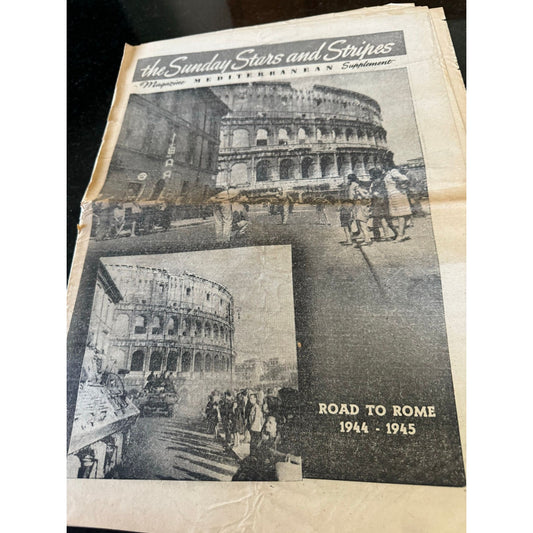 the Sunday Stars and Stripes
Magazine MEDITERRANEAN Supplement
ROAD TO ROME
1944 - 1945